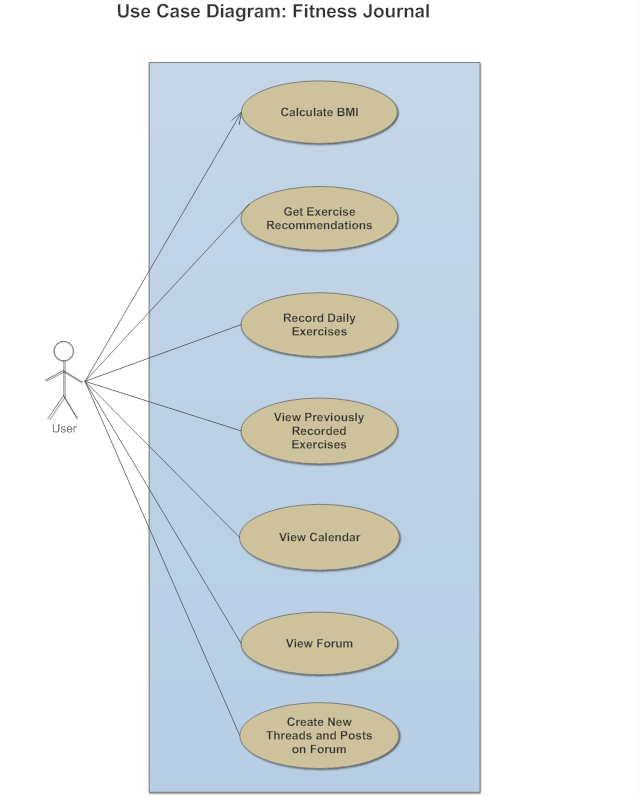 Use Case Diagram: Fitness Journal
Calculate BMI
Get Exercise
Recommendations
Record Daily
Exercises
User
View Previously
Recorded
Exercises
View Calendar
View Forum
Create New
Threads and Posts
on Forum